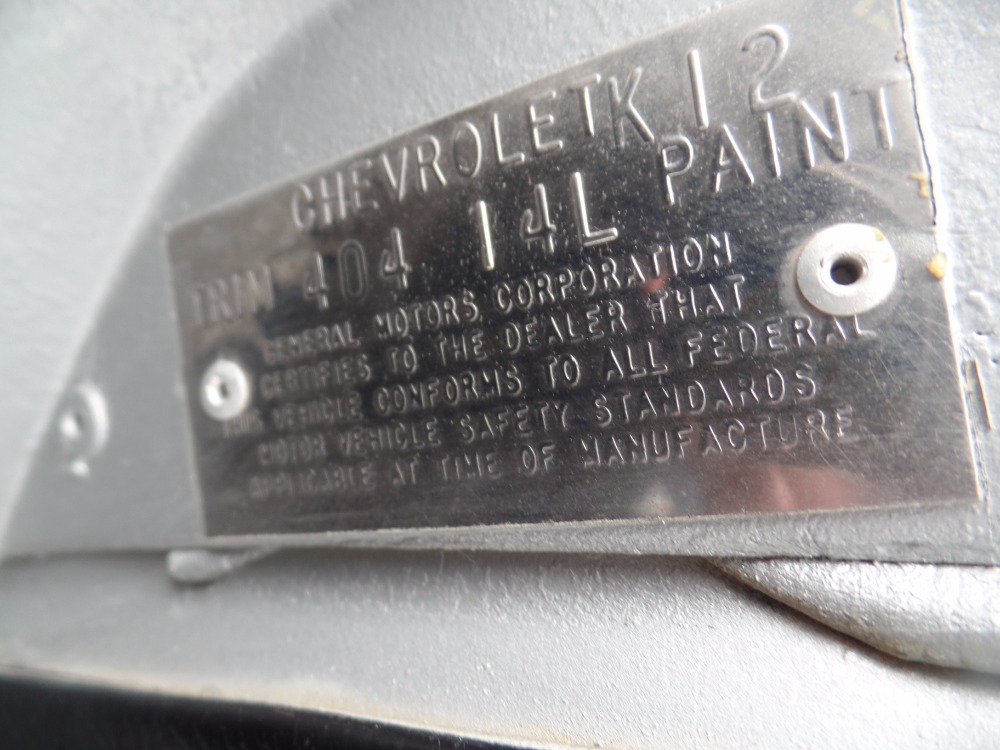 CHEVROLET K 12
TRIM 404 14L PAINT
GENERAL MOTORS CORPORATION
CERTIFIES TO THE DEALER THAT
THIS VEHICLE CONFORMS TO ALL FEDERAL
MOTOR VEHICLE SAFETY STANDARDS
APPLICABLE AT TIME OF MANUFACTURE